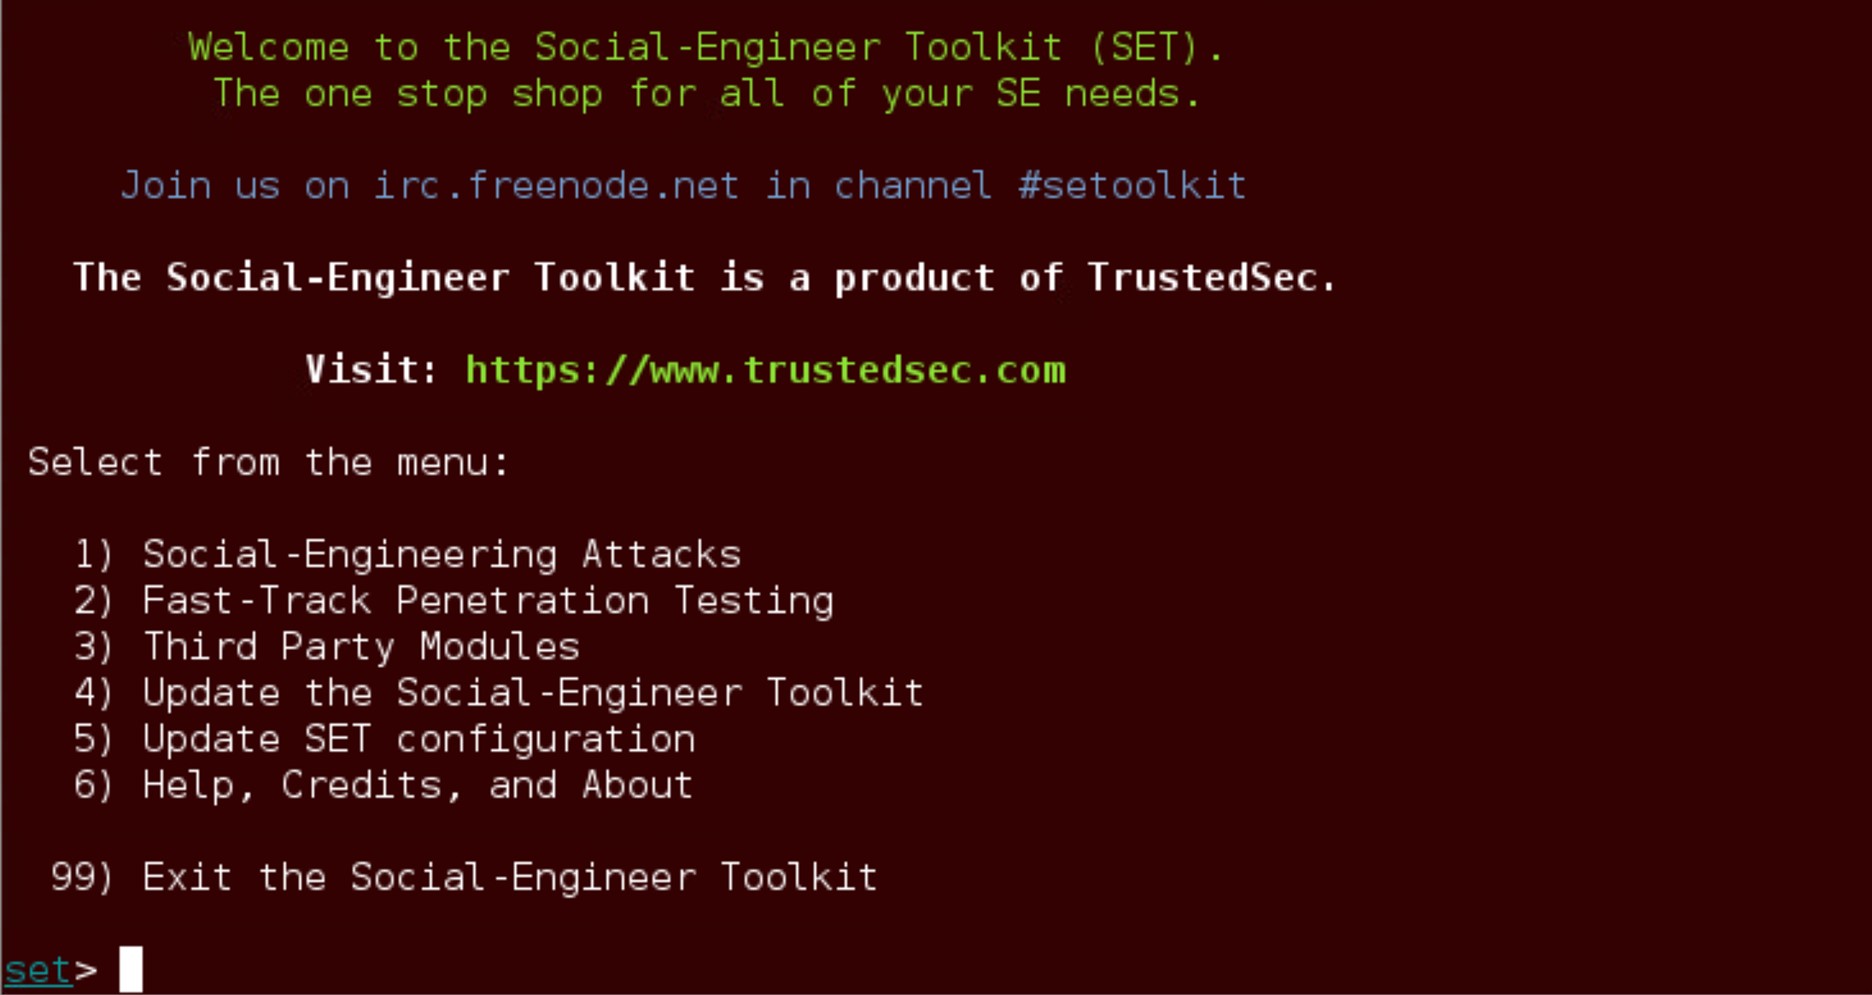 Welcome to the Social-Engineer Toolkit (SET).
The one stop shop for all of your SE needs.
Join us on irc.freenode.net in channel #setoolkit
The Social-Engineer Toolkit is a product of TrustedSec.
Visit: https://www.trustedsec.com
Select from the menu:
1) Social-Engineering Attacks
2) Fast-Track Penetration Testing
3) Third Party Modules
4) Update the Social-Engineer Toolkit
5) Update SET configuration
6) Help, Credits, and About
99) Exit the Social-Engineer Toolkit
set>